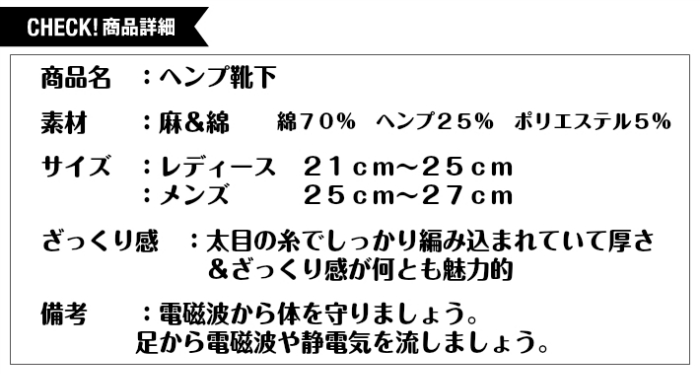 CHECK!商品詳細
商品名　：ヘンプ靴下
素材　　：麻&綿　　綿７０%　ヘンプ２５%　ポリエステル５%
サイズ　：レディース　２１ｃｍ〜２５ｃｍ
：メンズ　　　２５ｃｍ〜２７ｃｍ
ざっくり感　：太目の糸でしっかり編み込まれていて厚さ
&ざっくり感が何とも魅力的
備考　　：電磁波から体を守りましょう。
足から電磁波や静電気を流しましょう。